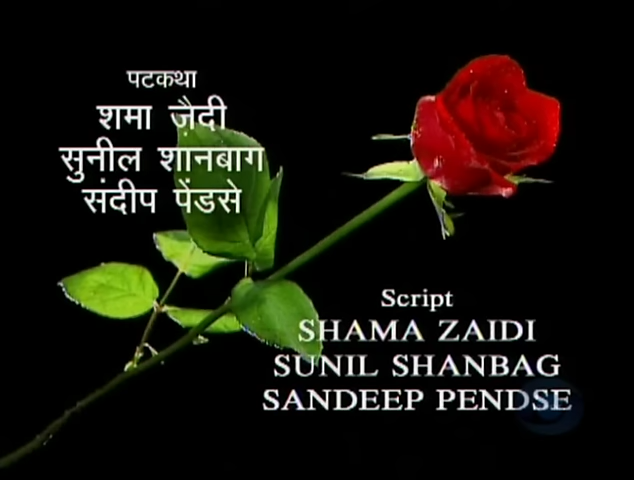 पटकथा
शमा ज़ैदी
सुनील शानबाग
संदीप पेंडसे
Script
SHAMA ZAIDI
SUNIL SHANBAG
SANDEEP PENDSE